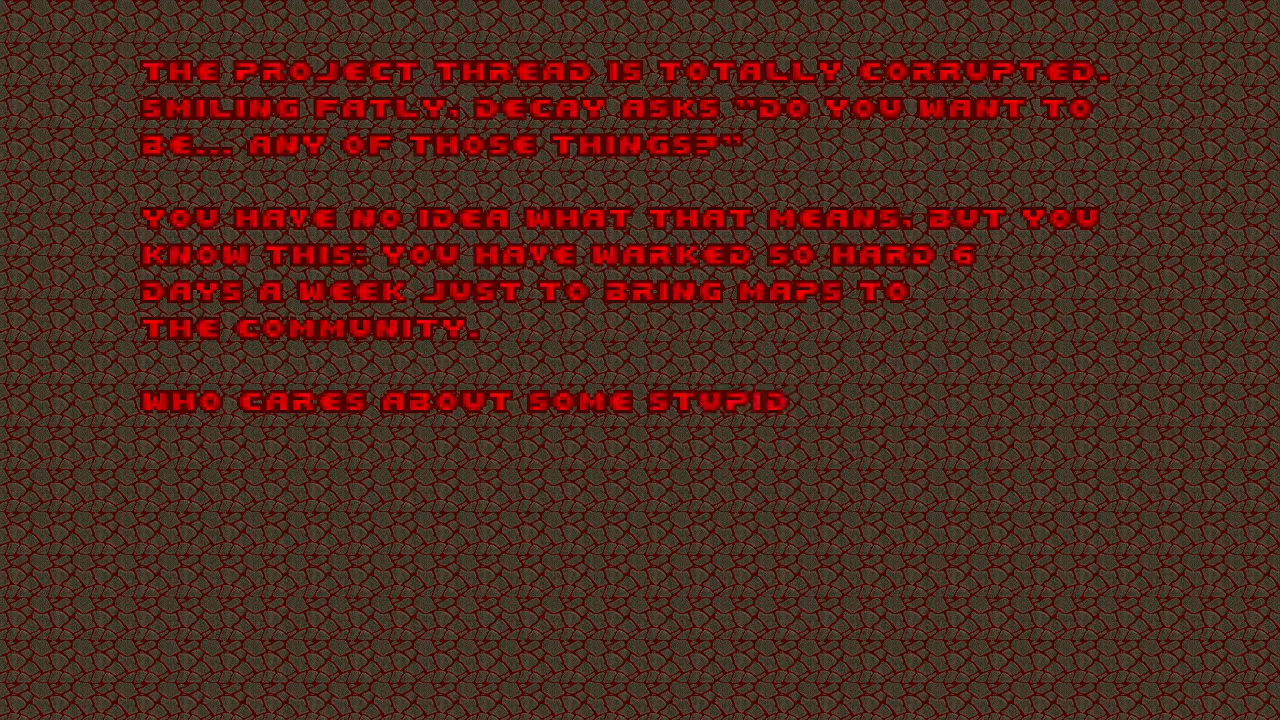 THE PROJECT THREAD IS TOTALLY CORRUPTED.
SMILING FATLY, DECAY ASKS "DO YOU WANT TO
BE... ANY OF THOSE THINGS?"
YOU HAVE NO IDEA WHAT THAT MEANS, BUT YOU
KNOW THIS: YOU HAVE WARKED SO HARD 6
DAYS A WEEK JUST TO BRING MAPS TO
THE COMMUNITY.
WHO CARES ABOUT SOME STUPID